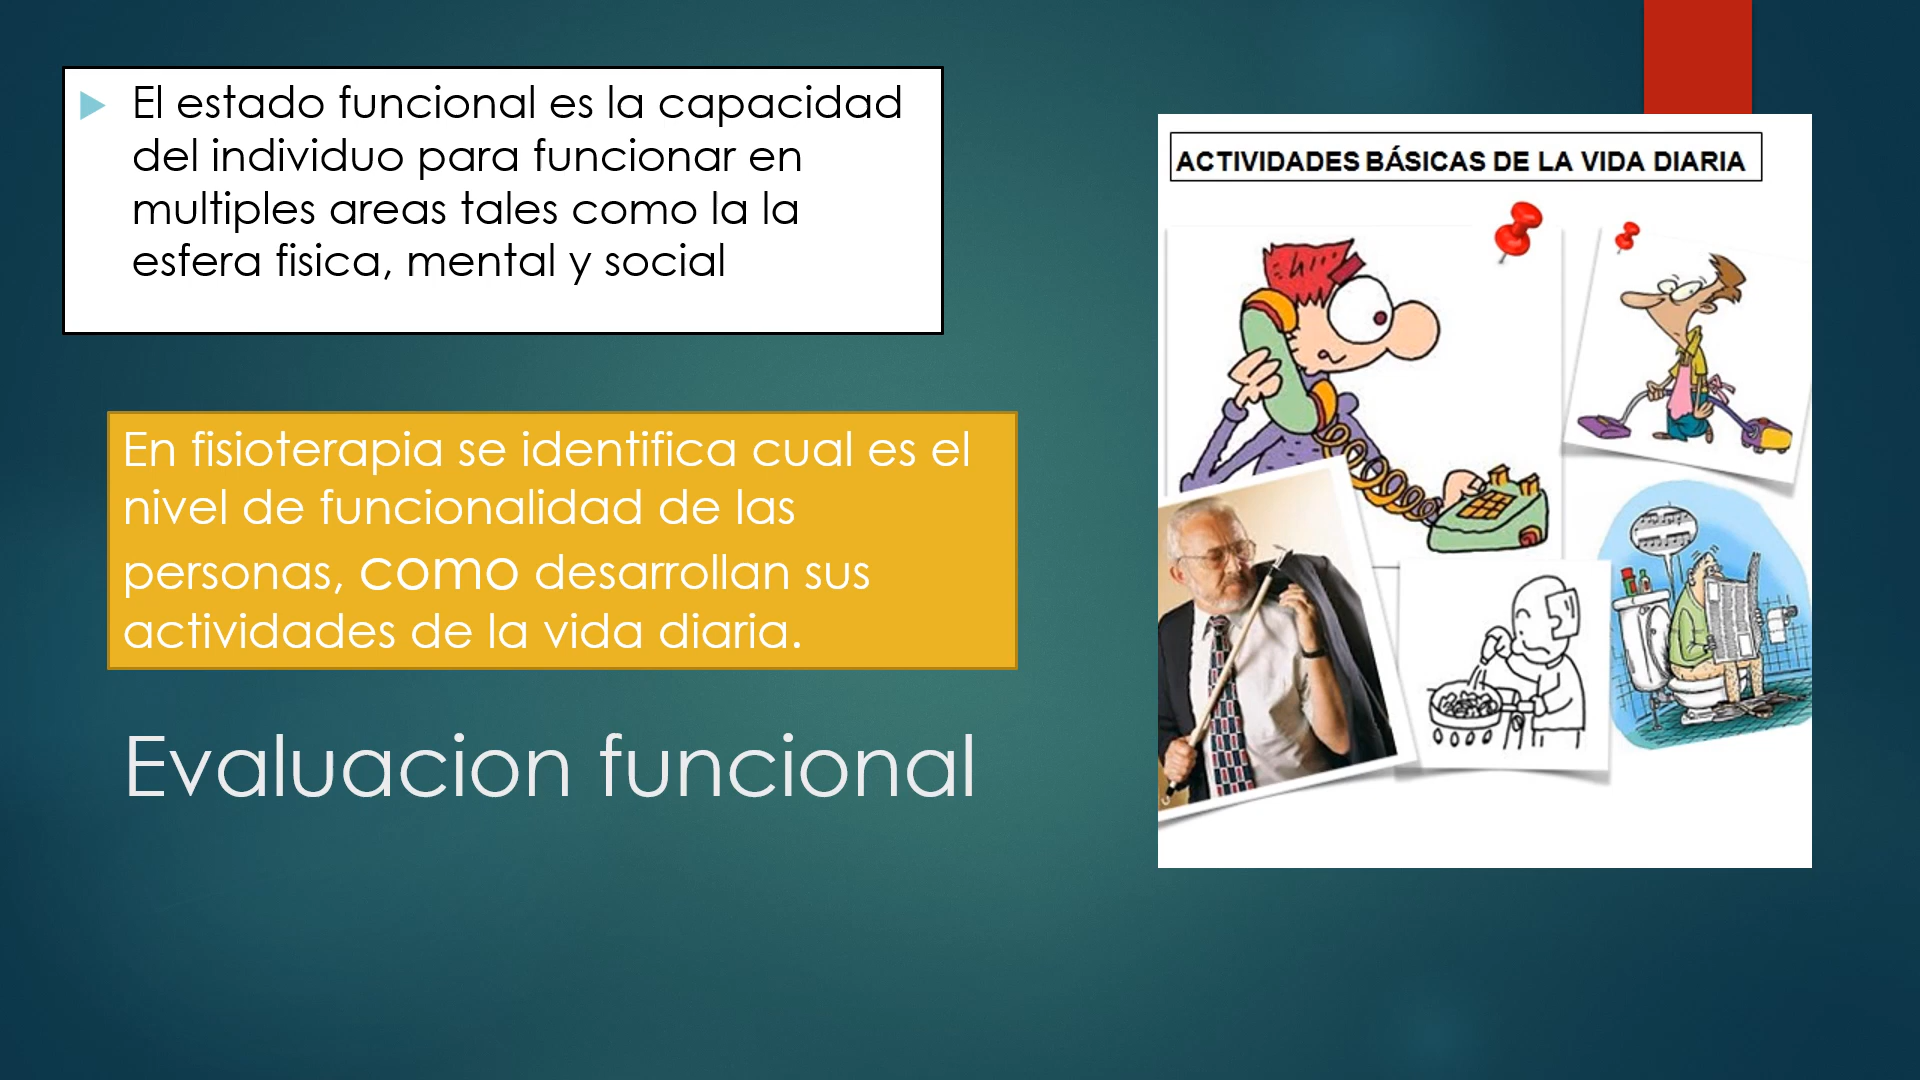 El estado funcional es la capacidad
del individuo para funcionar en
multiples areas tales como la la
esfera fisica, mental y social
En fisioterapia se identifica cual es el
nivel de funcionalidad de las
personas, como desarrollan sus
actividades de la vida diaria.
Evaluacion funcional
ACTIVIDADES BÁSICAS DE LA VIDA DIARIA